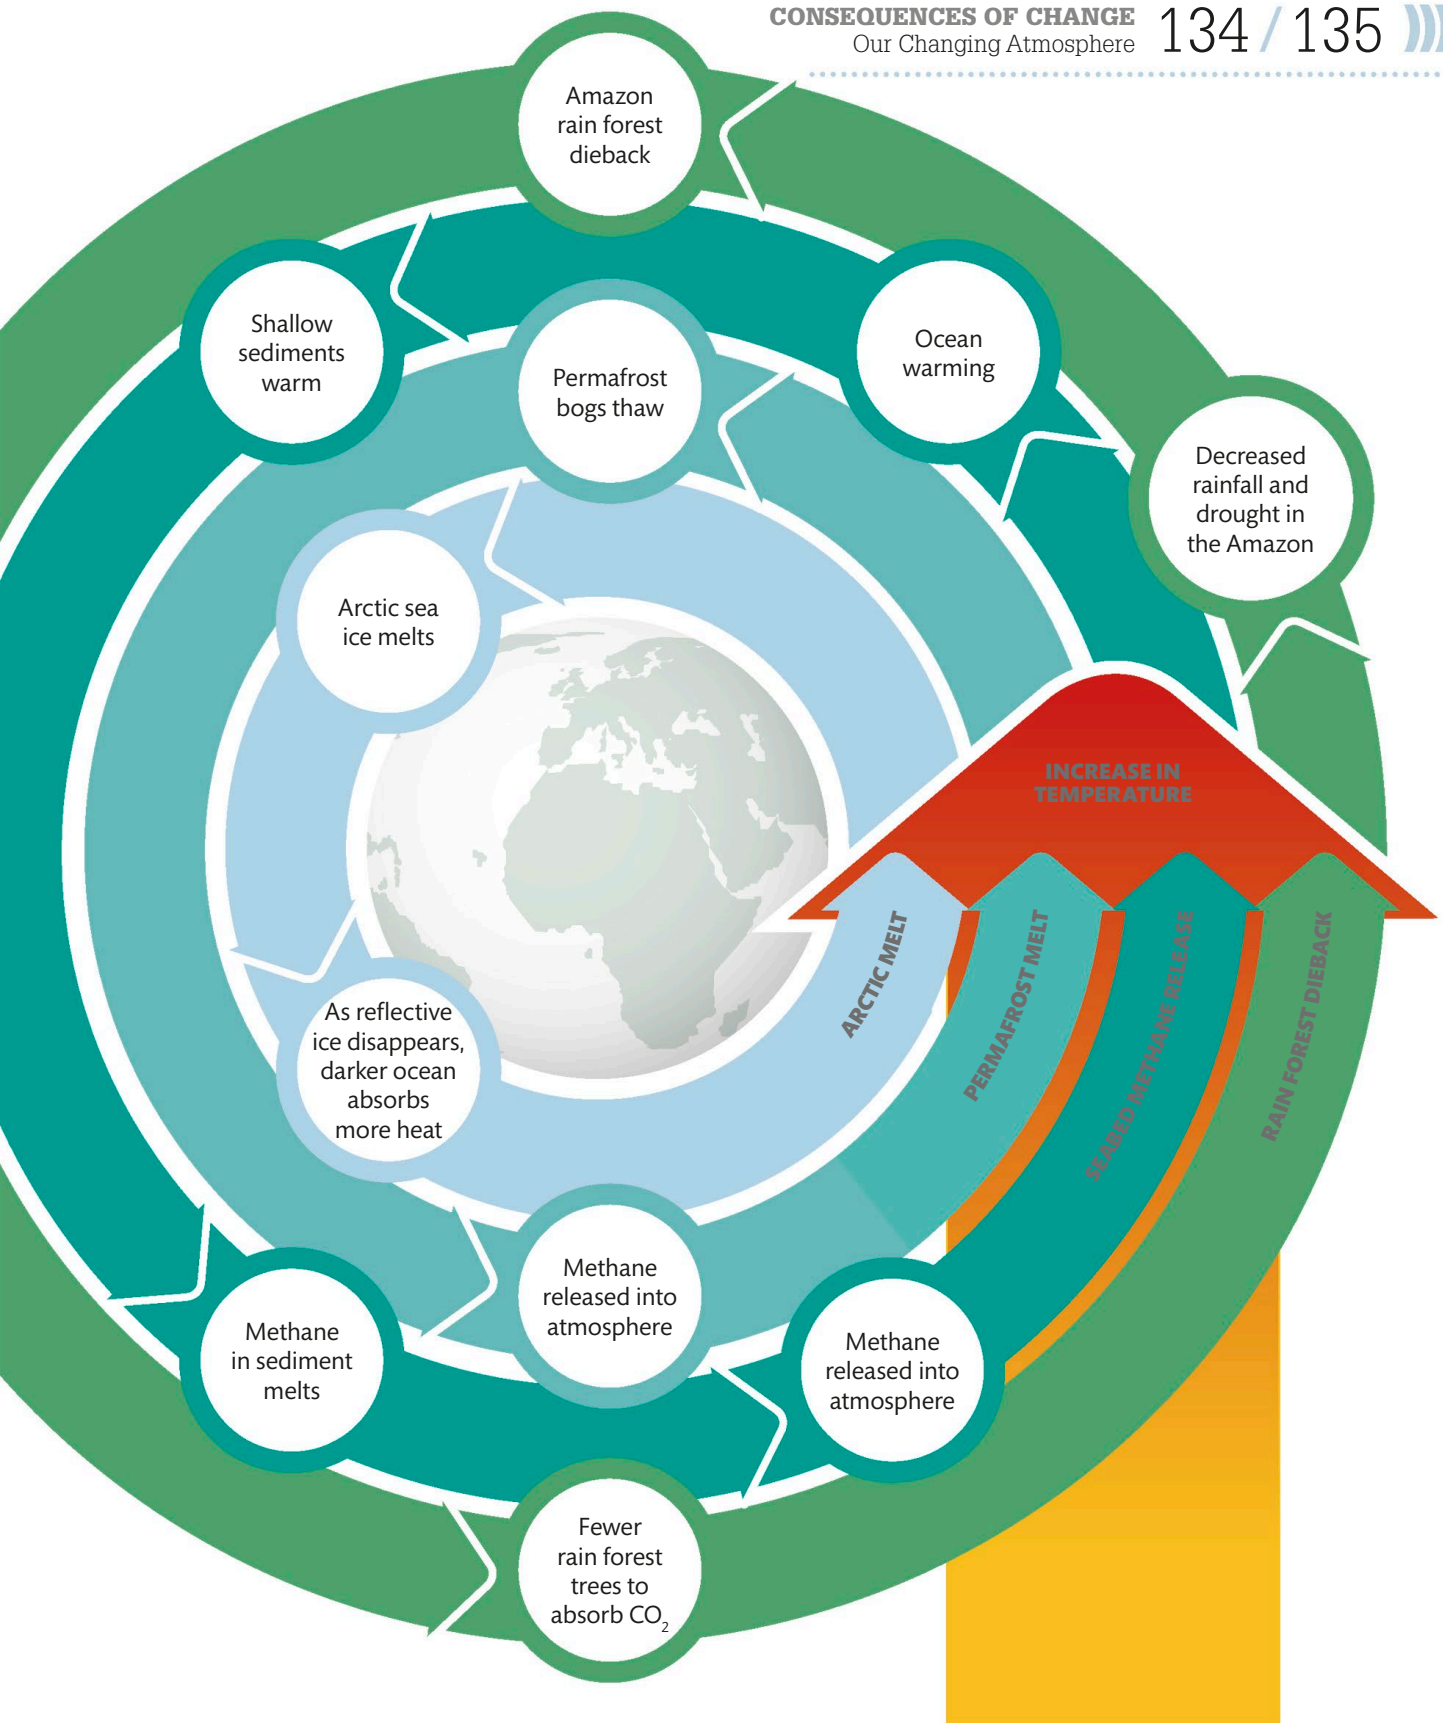 CONSEQUENCES OF CHANGE
Our Changing Atmosphere
134 / 135
Amazon
rain forest
dieback
Shallow
sediments
warm
Ocean
warming
Permafrost
bogs thaw
Decreased
rainfall and
drought in
the Amazon
Arctic sea
ice melts
INCREASE IN
TEMPERATURE
ARCTIC MELT
PERMAFROST MELT
SEABED METHANE RELEASE
RAIN FOREST DIEBACK
As reflective
ice disappears,
darker ocean
absorbs
more heat
Methane
released into
atmosphere
Methane
in sediment
melts
Methane
released into
atmosphere
Fewer
rain forest
trees to
absorb CO₂